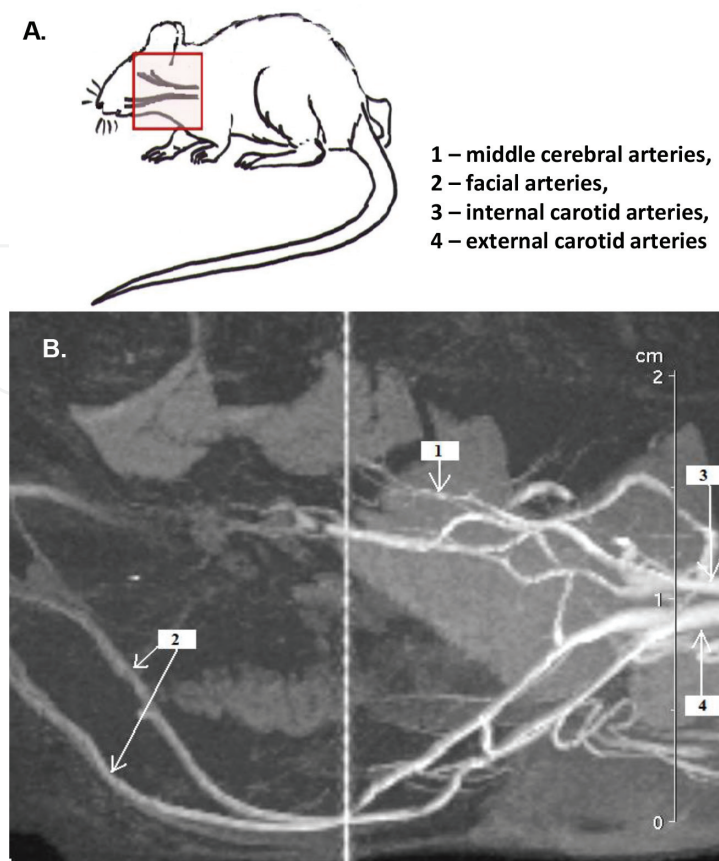 A.
1 – middle cerebral arteries,
2 – facial arteries,
3 – internal carotid arteries,
4 – external carotid arteries
B.
cm
2
1
3
1
2
4
0